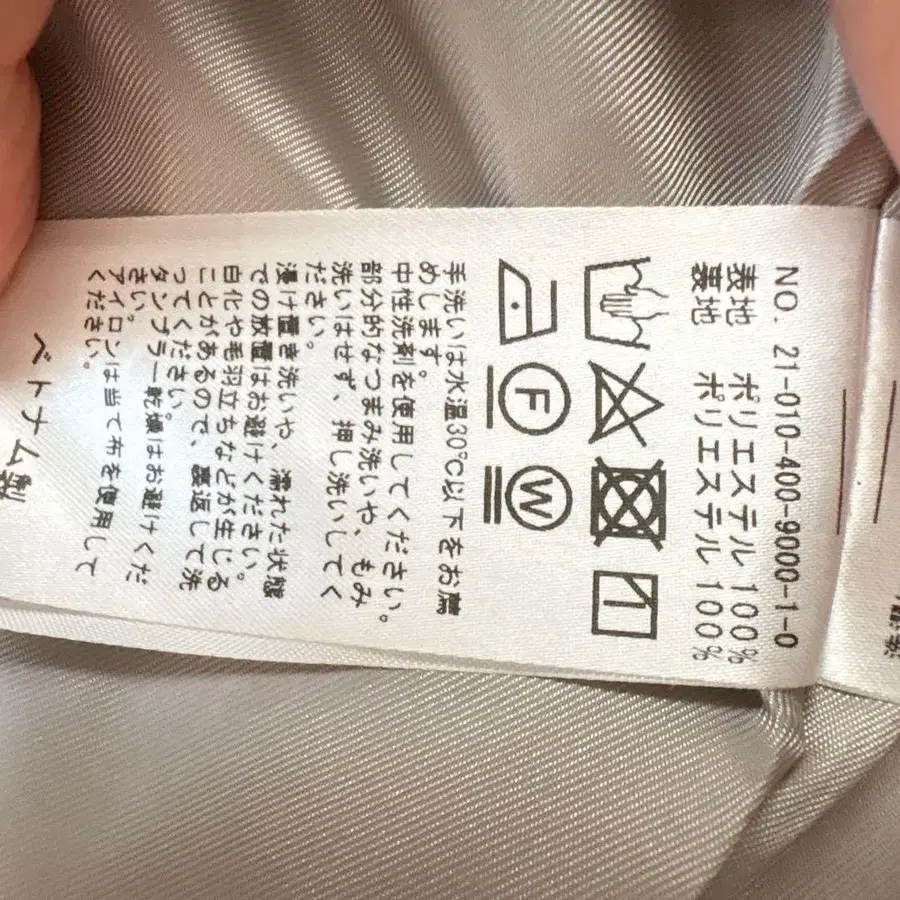 NO. 21-010-400-9000-1-0
表地 ポリエステル 100%
裏地 ポリエステル 100%
F
W
手洗いは水温30℃以下をお薦
めします。
中性洗剤を使用してください。
部分的なつまみ洗いや、もみ
洗いはせず、押し洗いしてく
ださい。
浸け置き洗いや、濡れた状態
での放置はお避けください。
白化や毛羽立ちなどが生じる
ことがあるので、裏返して洗
ってください。
タンブラー乾燥はお避けくだ
さい。
アイロンは当て布を使用して
ください。
ベトナム製